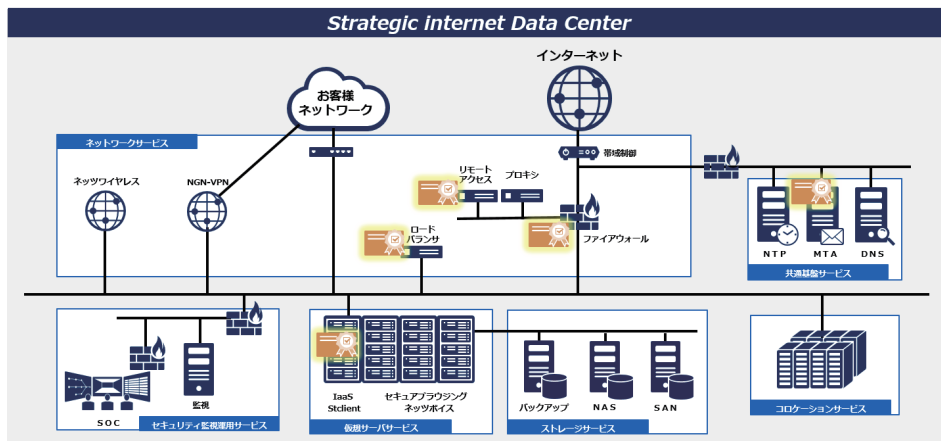 Strategic internet Data Center
インターネット
お客様
ネットワーク
ネットワークサービス
帯域制御
ネッツワイヤレス
NGN-VPN
リモート
アクセス
プロキシ
ロード
バランサ
ファイアウォール
NTP
MTA
DNS
共通基盤サービス
SOC
監視
セキュリティ監視運用サービス
IaaS
Stclient
セキュアブラウジング
ネッツボイス
仮想サーバサービス
バックアップ
NAS
SAN
ストレージサービス
コロケーションサービス